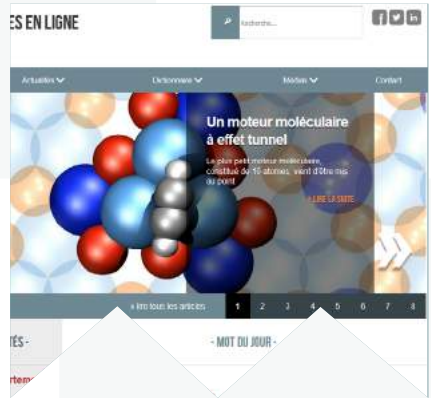 ES EN LIGNE
Recherche...
Actualités
Dictionnaire
Médias
Contact
Un moteur moléculaire
à effet tunnel
Le plus petit moteur moléculaire,
constitué de 16 atomes, vient d'être mis
au point
› LIRE LA SUITE
» lire tous les articles 1 2 3 4 5 6 7 8
TÉS -
- MOT DU JOUR -
rteme